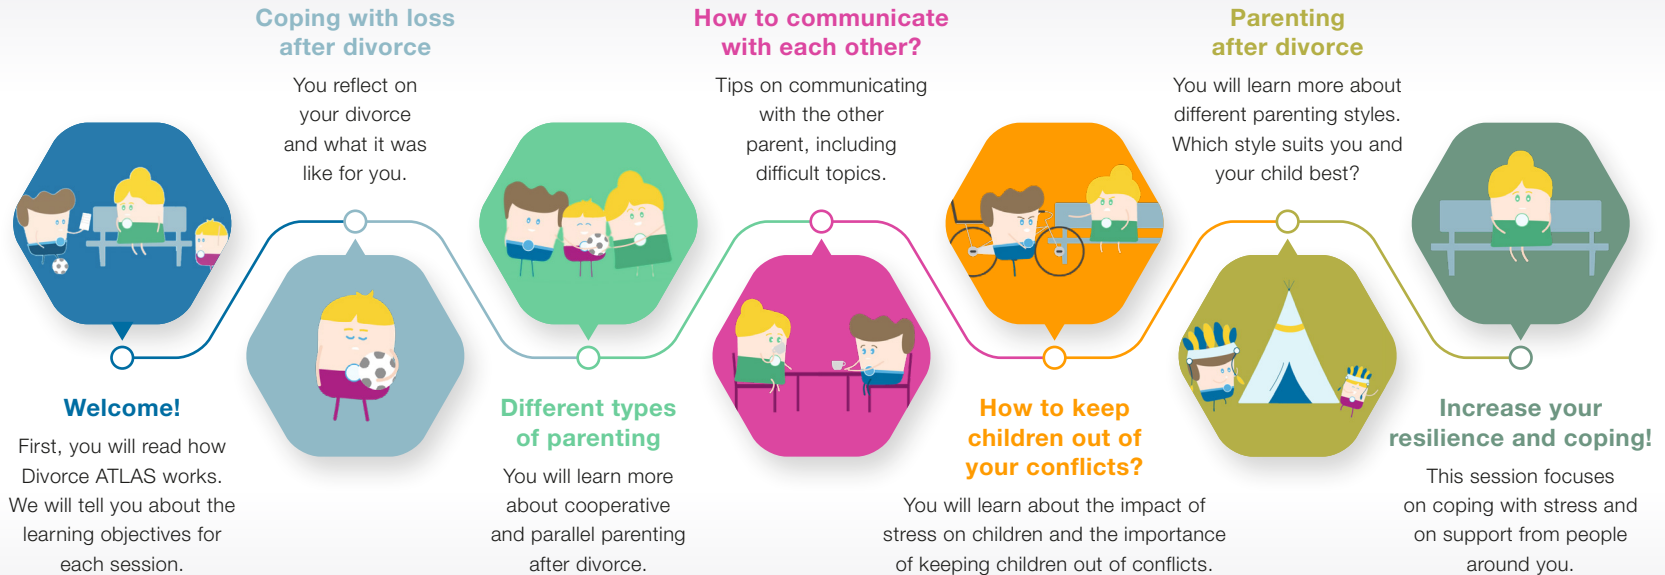 Welcome!
First, you will read how
Divorce ATLAS works.
We will tell you about the
learning objectives for
each session.
Coping with loss
after divorce
You reflect on
your divorce
and what it was
like for you.
Different types
of parenting
You will learn more
about cooperative
and parallel parenting
after divorce.
How to communicate
with each other?
Tips on communicating
with the other
parent, including
difficult topics.
How to keep
children out of
your conflicts?
You will learn about the impact of
stress on children and the importance
of keeping children out of conflicts.
Parenting
after divorce
You will learn more about
different parenting styles.
Which style suits you and
your child best?
Increase your
resilience and coping!
This session focuses
on coping with stress and
on support from people
around you.